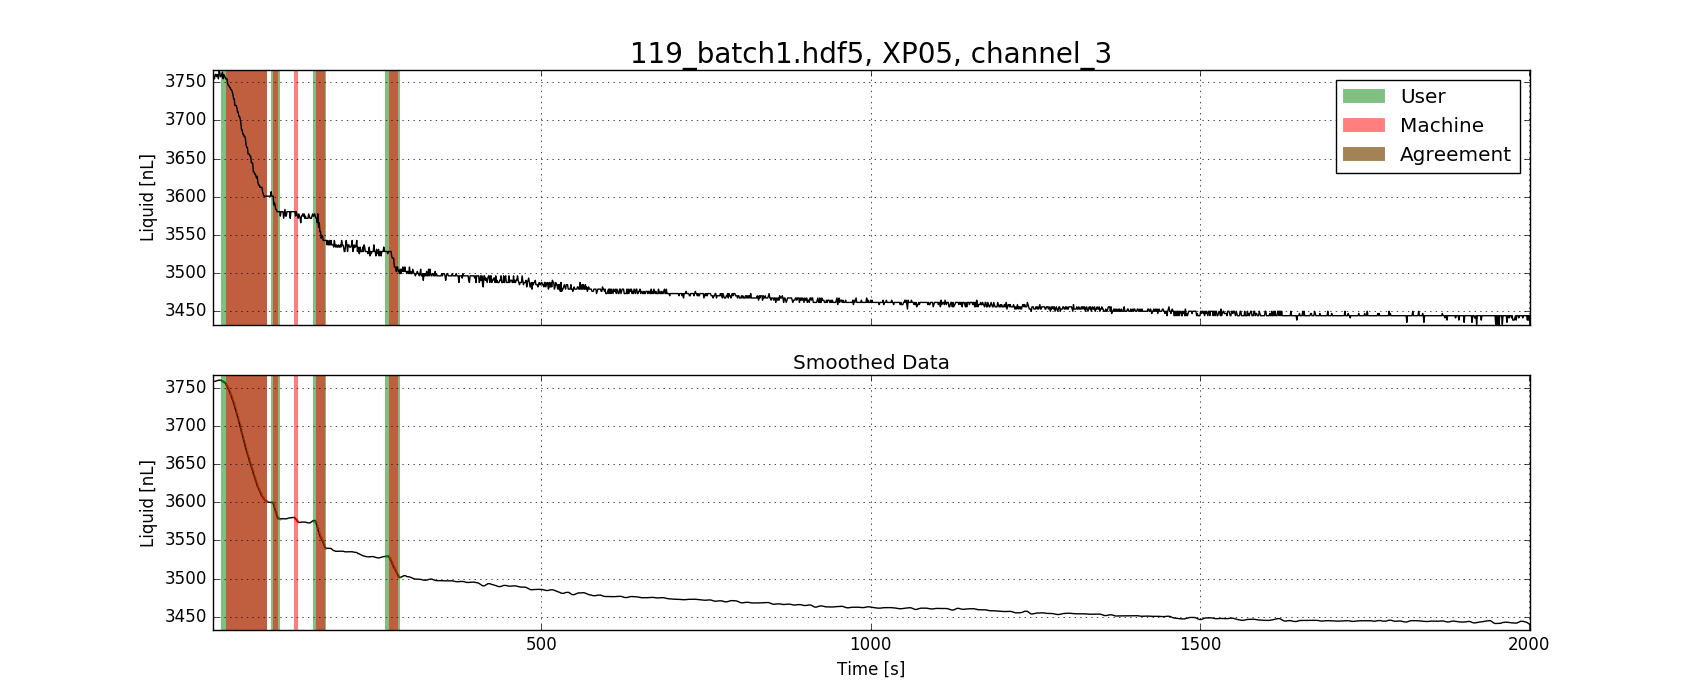 119_batch1.hdf5, XP05, channel_3
3750
3700
3650
3600
3550
3500
3450
Liquid [nL]
User
Machine
Agreement
Smoothed Data
3750
3700
3650
3600
3550
3500
3450
Liquid [nL]
500
1000
1500
2000
Time [s]